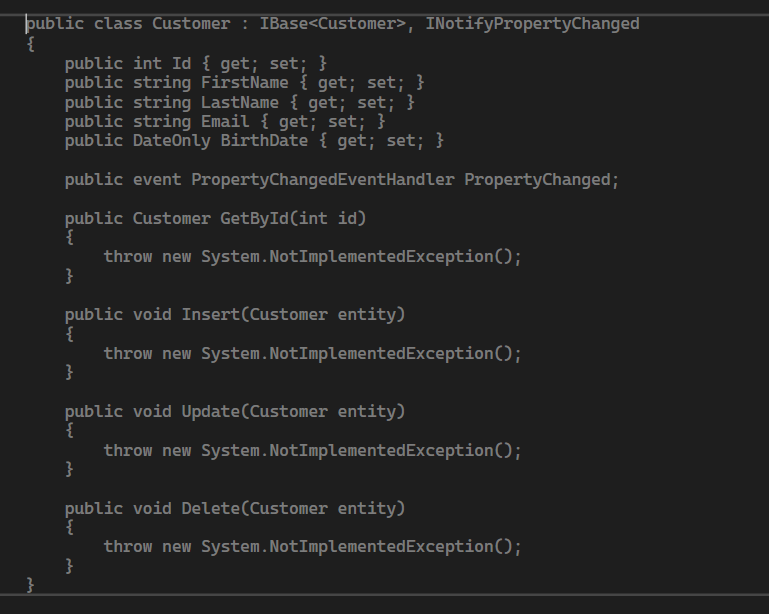 public class Customer : IBase<Customer>, INotifyPropertyChanged
{
    public int Id { get; set; }
    public string FirstName { get; set; }
    public string LastName { get; set; }
    public string Email { get; set; }
    public DateOnly BirthDate { get; set; }

    public event PropertyChangedEventHandler PropertyChanged;

    public Customer GetById(int id)
    {
        throw new System.NotImplementedException();
    }

    public void Insert(Customer entity)
    {
        throw new System.NotImplementedException();
    }

    public void Update(Customer entity)
    {
        throw new System.NotImplementedException();
    }

    public void Delete(Customer entity)
    {
        throw new System.NotImplementedException();
    }
}